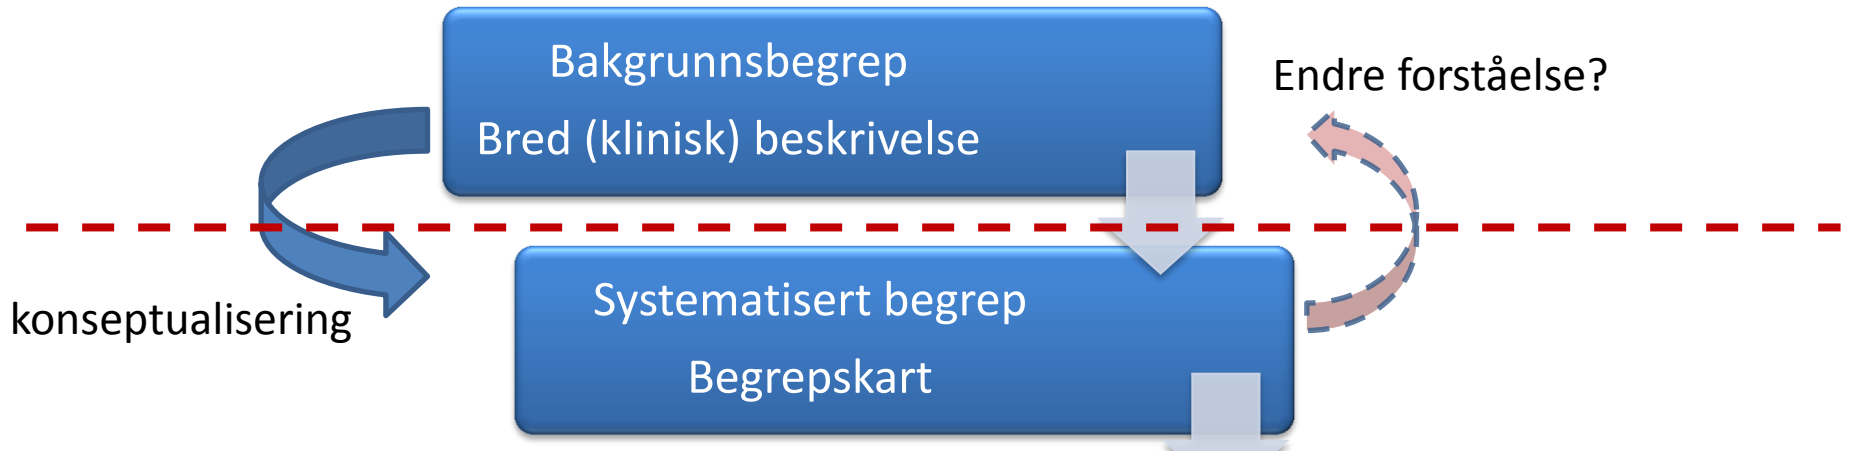 Bakgrunnsbegrep
Bred (klinisk) beskrivelse
Endre forståelse?
konseptualisering
Systematisert begrep
Begrepskart